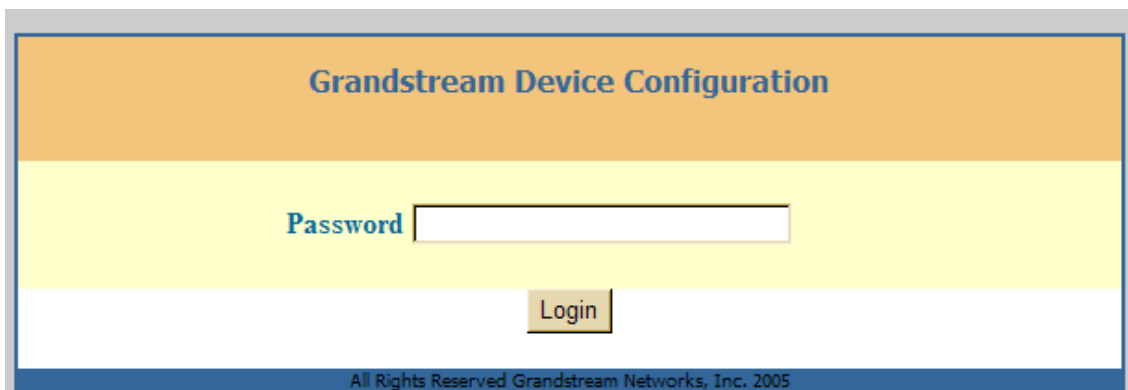 Grandstream Device Configuration
Password
Login
All Rights Reserved Grandstream Networks, Inc. 2005